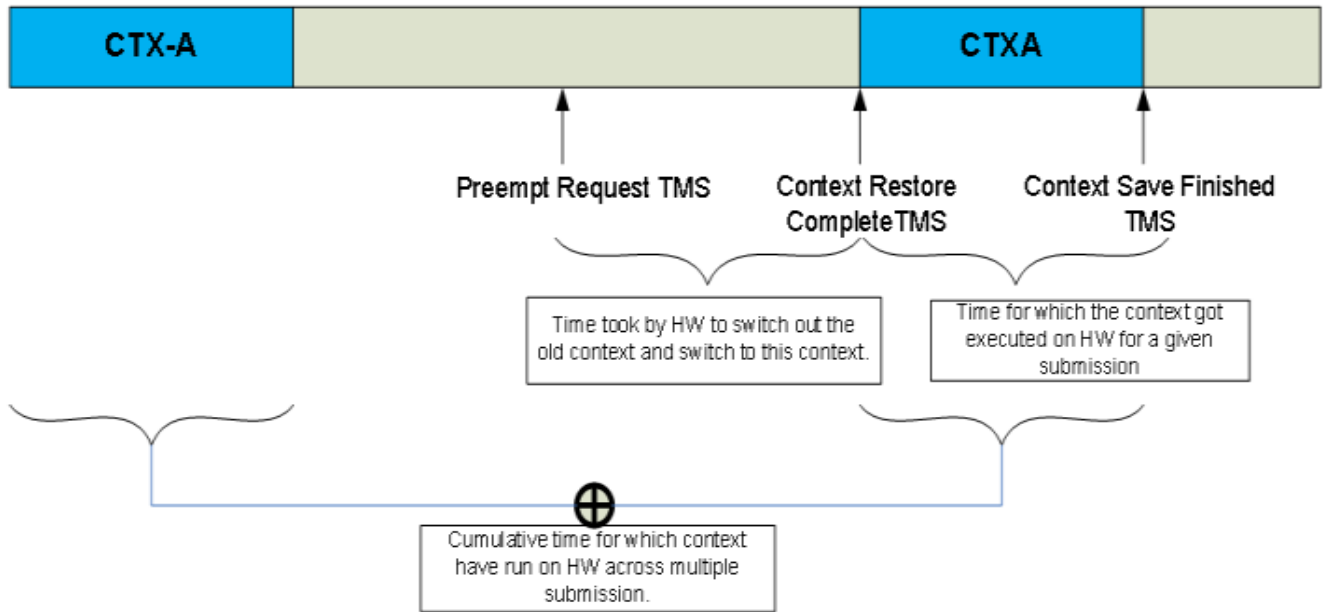 CTX-A
CTXA
Preempt Request TMS
Context Restore
CompleteTMS
Context Save Finished
TMS
Time took by HW to switch out the
old context and switch to this context.
Time for which the context got
executed on HW for a given
submission
Cumulative time for which context
have run on HW across multiple
submission.